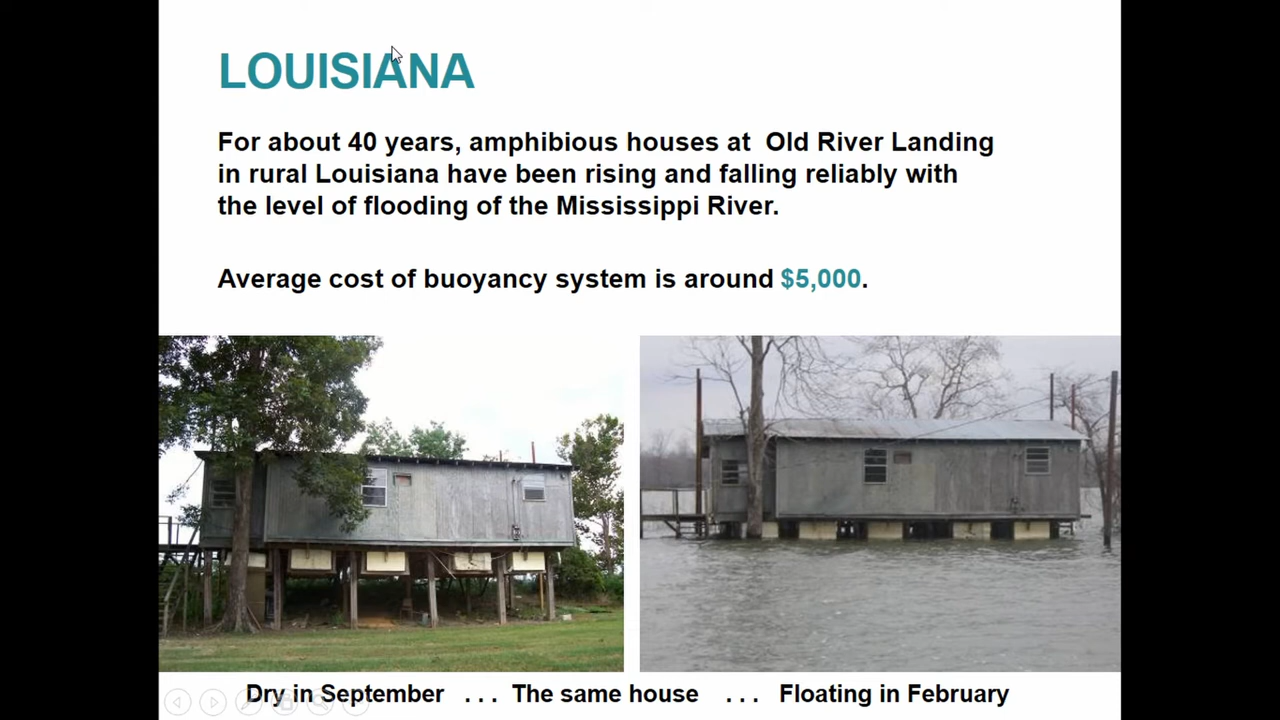 LOUISIANA
For about 40 years, amphibious houses at Old River Landing
in rural Louisiana have been rising and falling reliably with
the level of flooding of the Mississippi River.
Average cost of buoyancy system is around $5,000.
Dry in September . . . The same house . . . Floating in February